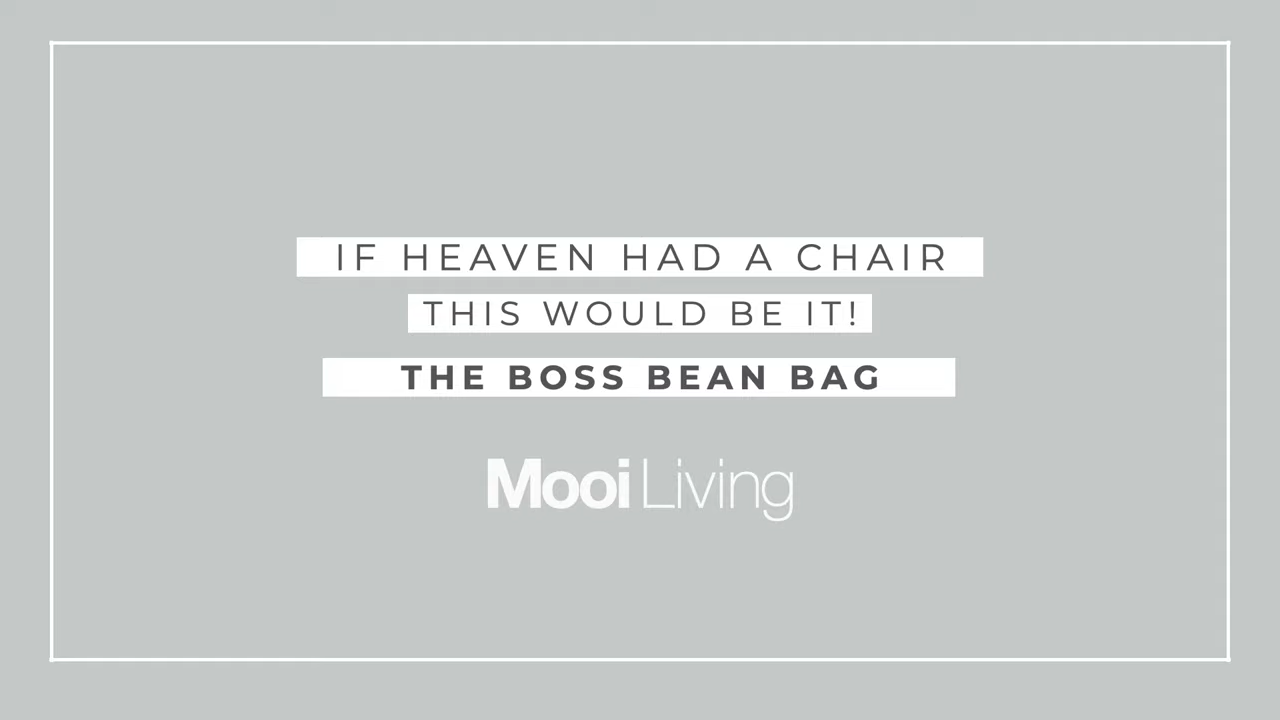 IF HEAVEN HAD A CHAIR
THIS WOULD BE IT!
THE BOSS BEAN BAG
Mooi Living